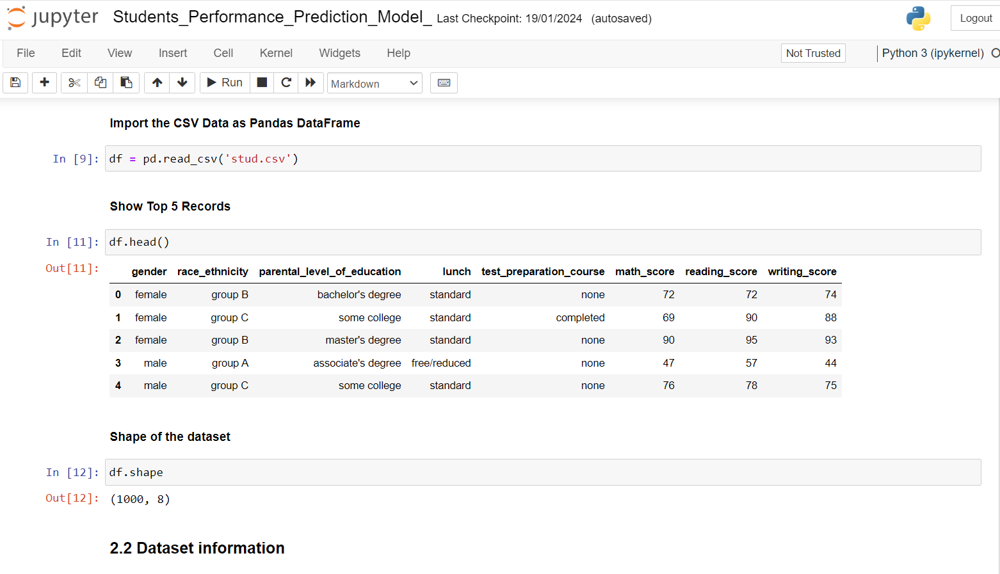 jupyter Students_Performance_Prediction_Model_ Last Checkpoint: 19/01/2024 (autosaved) Logout
File Edit View Insert Cell Kernel Widgets Help Not Trusted Python 3 (ipykernel)
Run Markdown
Import the CSV Data as Pandas DataFrame
In [9]: df = pd.read_csv('stud.csv')
Show Top 5 Records
In [11]: df.head()
Out[11]:
gender race_ethnicity parental_level_of_education lunch test_preparation_course math_score reading_score writing_score
0 female group B bachelor's degree standard none 72 72 74
1 female group C some college standard completed 69 90 88
2 female group B master's degree standard none 90 95 93
3 male group A associate's degree free/reduced none 47 57 44
4 male group C some college standard none 76 78 75
Shape of the dataset
In [12]: df.shape
Out[12]: (1000, 8)
2.2 Dataset information